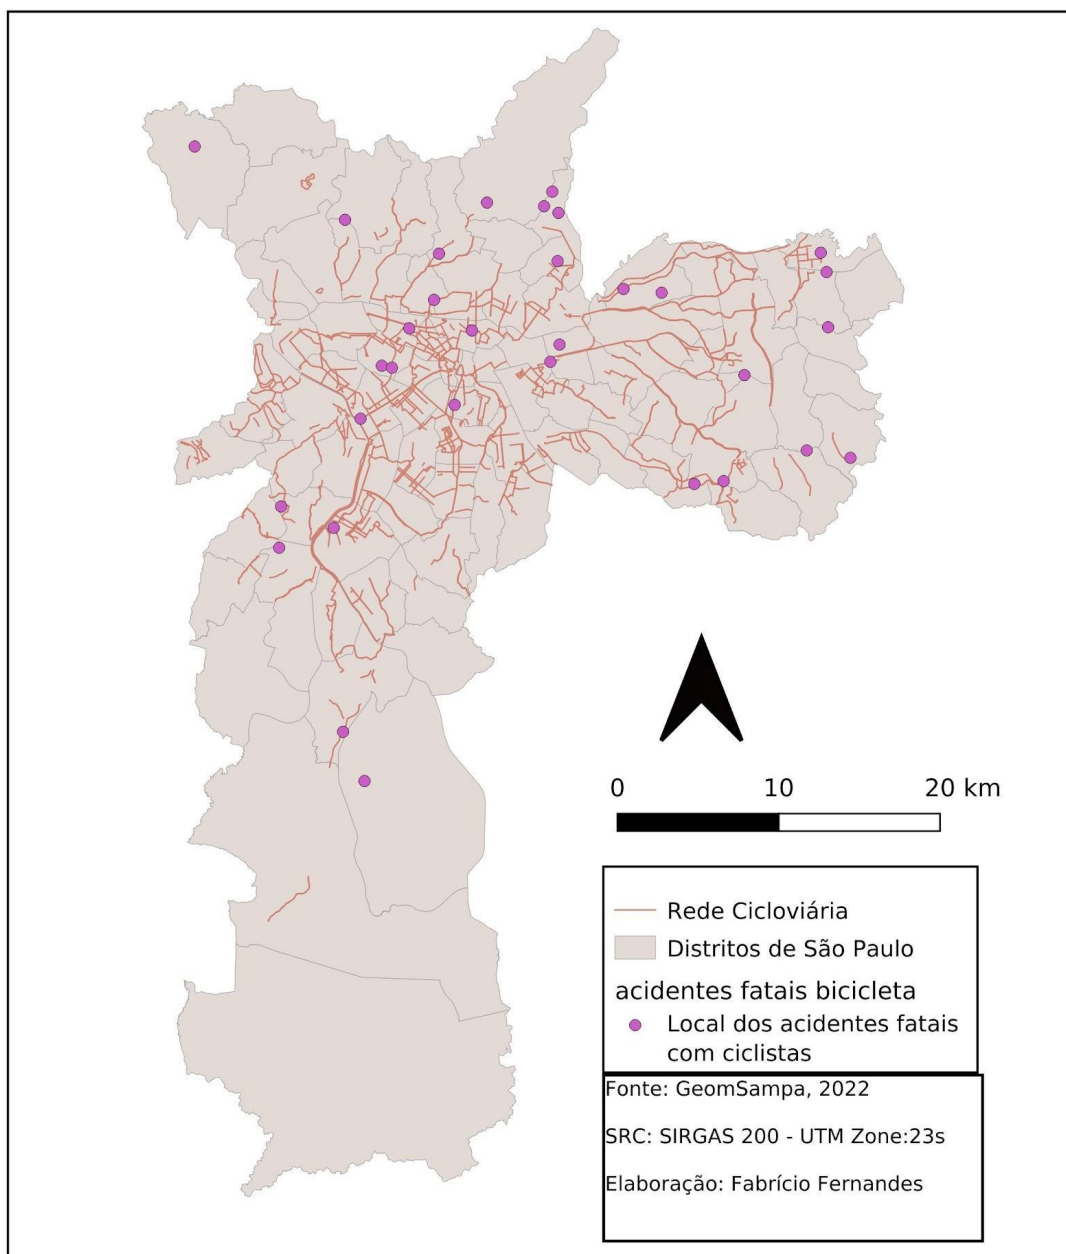 0 10 20 km
Rede Cicloviária
Distritos de São Paulo
acidentes fatais bicicleta
Local dos acidentes fatais
com ciclistas
Fonte: GeomSampa, 2022
SRC: SIRGAS 200 - UTM Zone:23s
Elaboração: Fabrício Fernandes